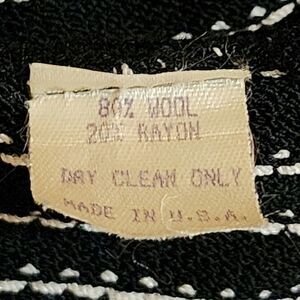 80% WOOL
20% RAYON
DRY CLEAN ONLY
MADE IN U.S.A.